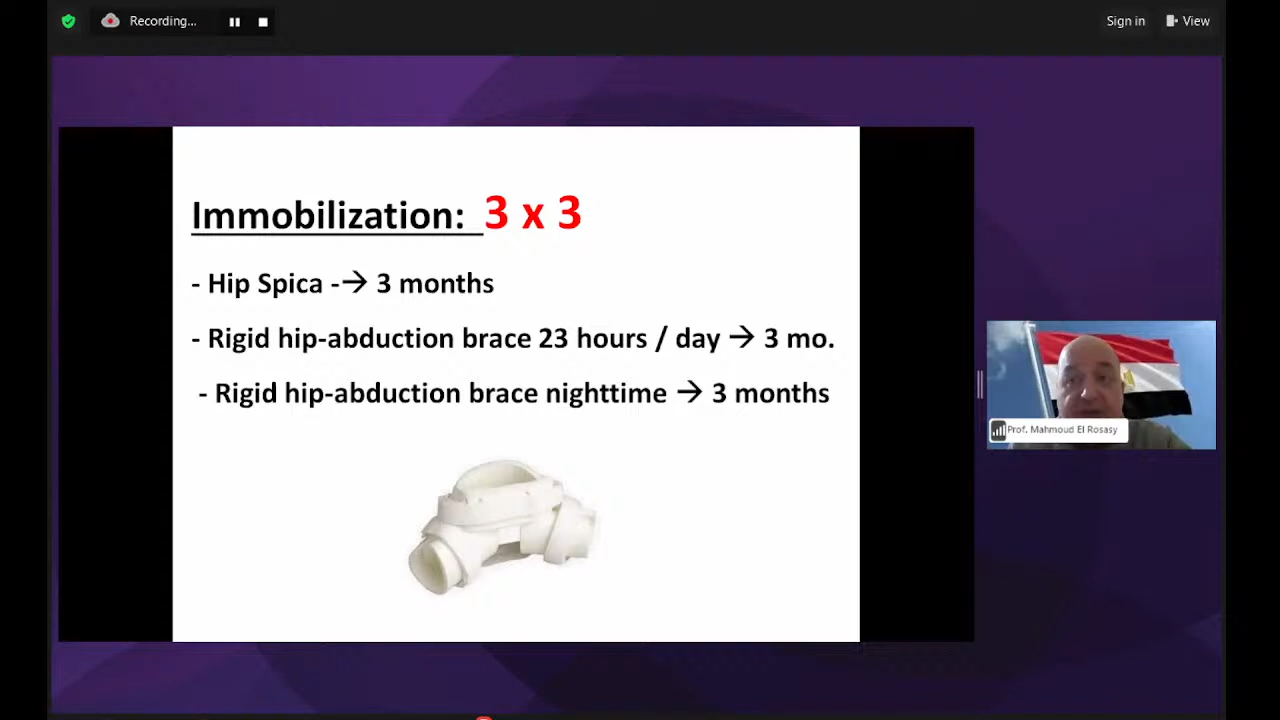 Recording...
Sign in
View
Immobilization: 3 x 3
- Hip Spica -→ 3 months
- Rigid hip-abduction brace 23 hours / day → 3 mo.
- Rigid hip-abduction brace nighttime → 3 months
Prof. Mahmoud El Rosasy